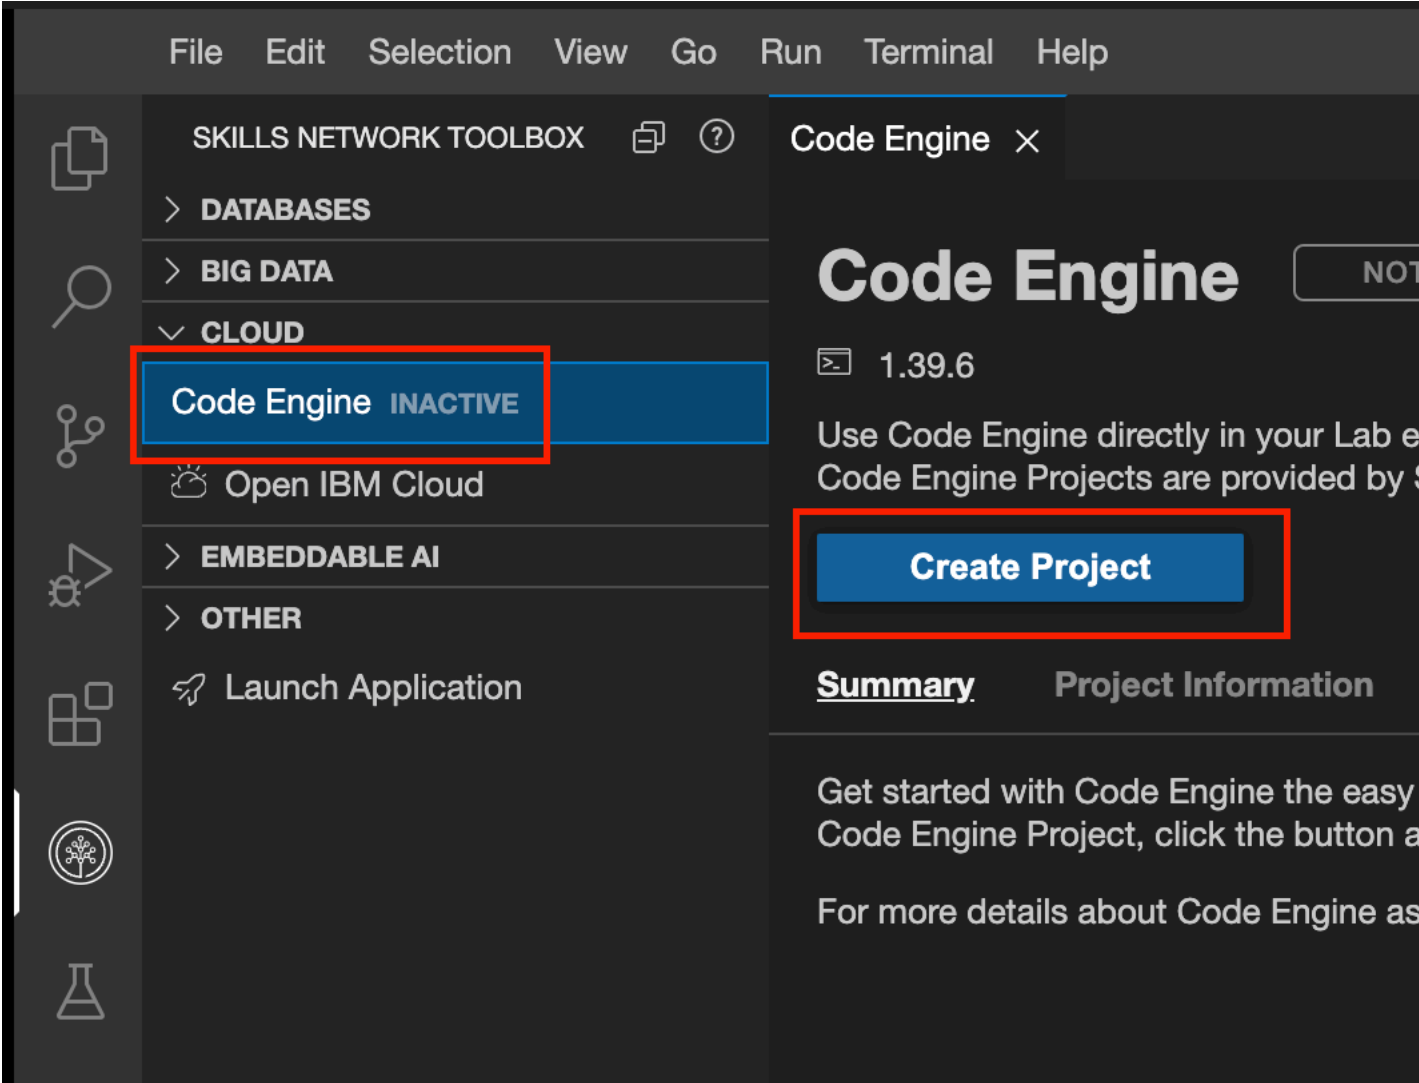 File Edit Selection View Go Run Terminal Help
SKILLS NETWORK TOOLBOX
DATABASES
BIG DATA
CLOUD
Code Engine INACTIVE
Open IBM Cloud
EMBEDDABLE AI
OTHER
Launch Application
Code Engine
Code Engine
NOT
1.39.6
Use Code Engine directly in your Lab
Code Engine Projects are provided by
Create Project
Summary Project Information
Get started with Code Engine the easy
Code Engine Project, click the button
For more details about Code Engine as